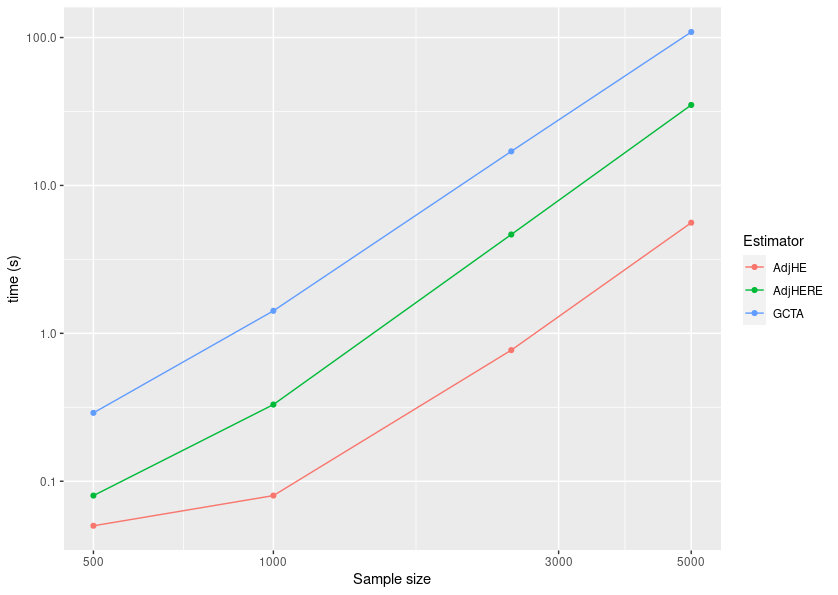 100.0
10.0
1.0
0.1
time (s)
500
1000
3000
5000
Sample size
Estimator
AdjHE
AdjHERE
GCTA